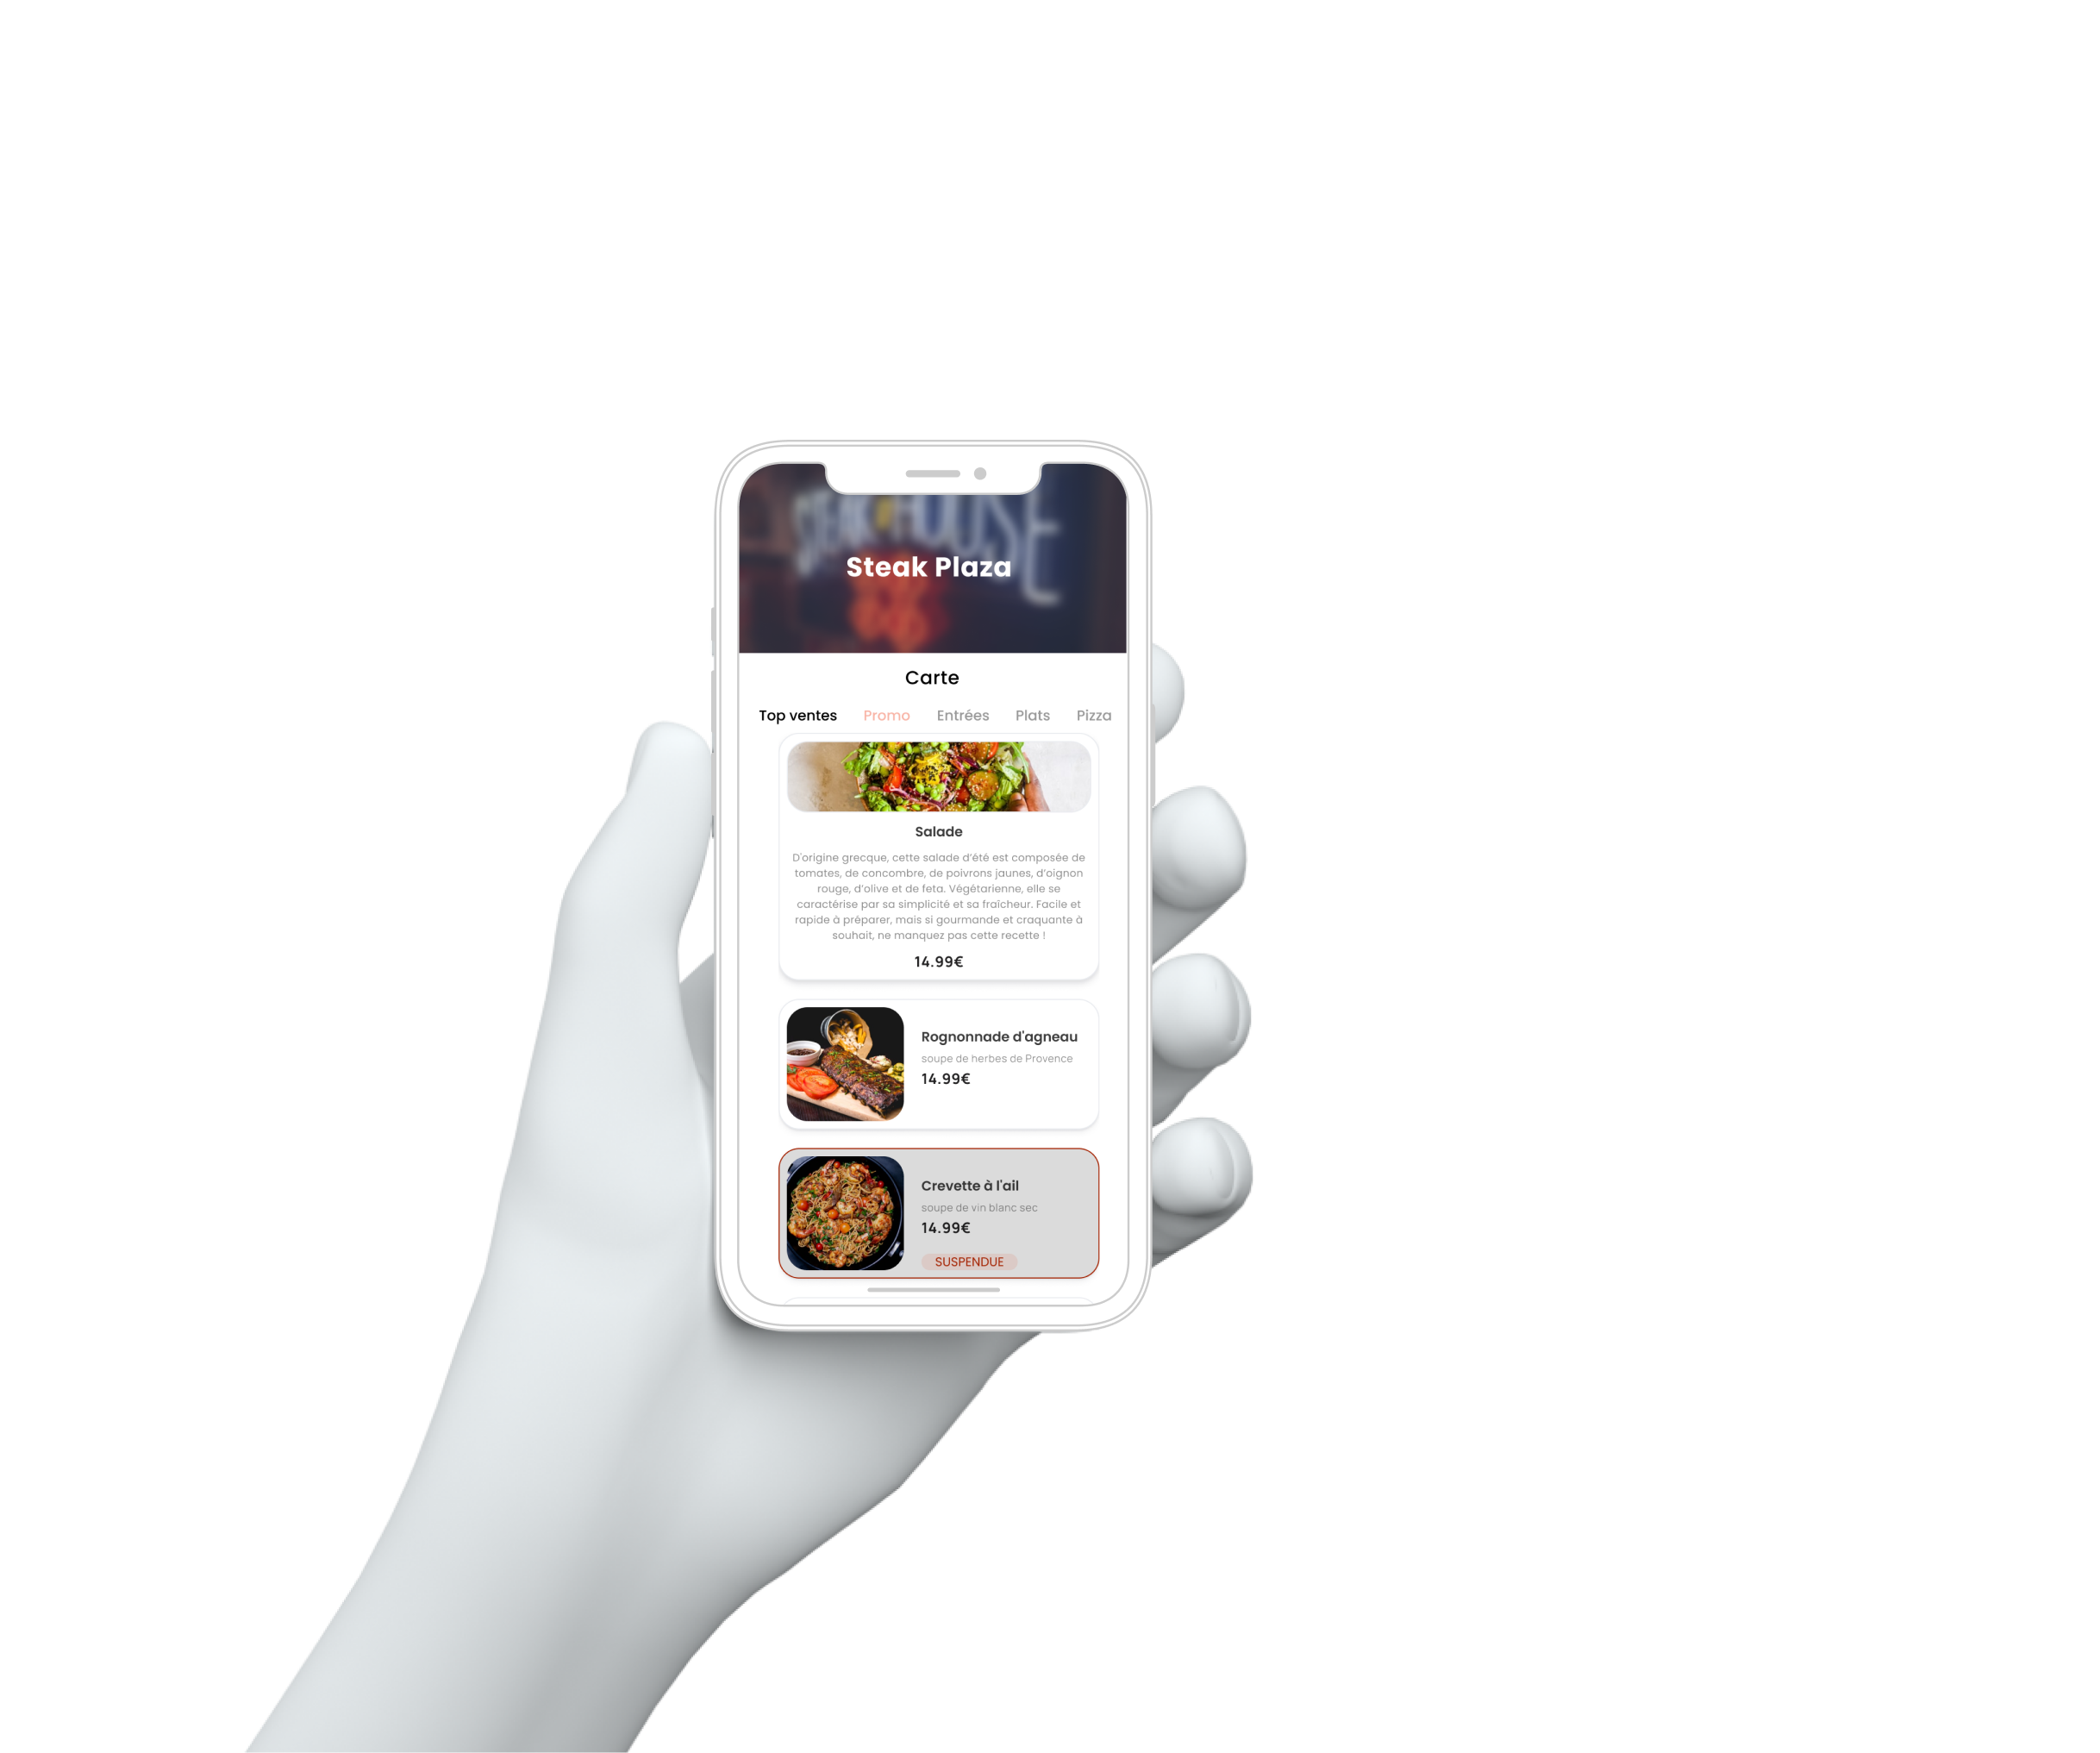 STEAK HOUSE
Steak Plaza
Carte
Top ventes Promo Entrées Plats Pizza
Salade
D'origine grecque, cette salade d'été est composée de
tomates, de concombre, de poivrons jaunes, d'oignon
rouge, d'olive et de feta. Végétarienne, elle se
caractérise par sa simplicité et sa fraîcheur. Facile et
rapide à préparer, mais si gourmande et craquante à
souhait, ne manquez pas cette recette !
14.99€
Rognonnade d'agneau
soupe de herbes de Provence
14.99€
Crevette à l'ail
soupe de vin blanc sec
14.99€
SUSPENDUE